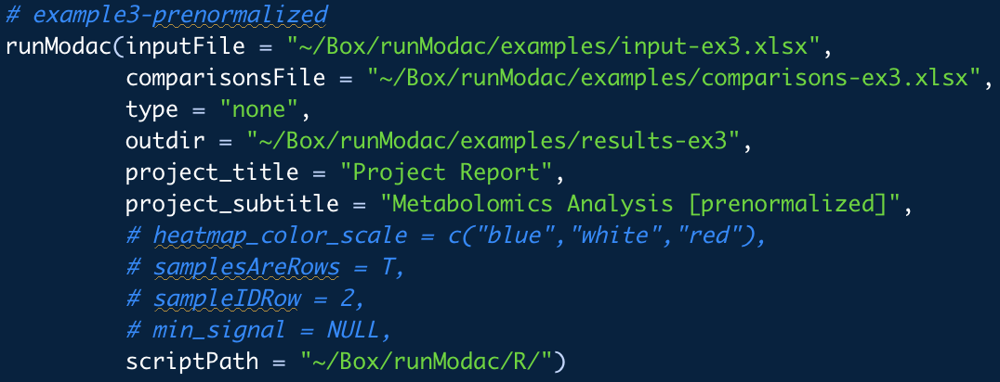 # example3-prenormalized
runModac(inputFile = "~/Box/runModac/examples/input-ex3.xlsx",
comparisonsFile = "~/Box/runModac/examples/comparisons-ex3.xlsx",
type = "none",
outdir = "~/Box/runModac/examples/results-ex3",
project_title = "Project Report",
project_subtitle = "Metabolomics Analysis [prenormalized]",
# heatmap_color_scale = c("blue","white","red"),
# samplesAreRows = T,
# sampleIDRow = 2,
# min_signal = NULL,
scriptPath = "~/Box/runModac/R/")